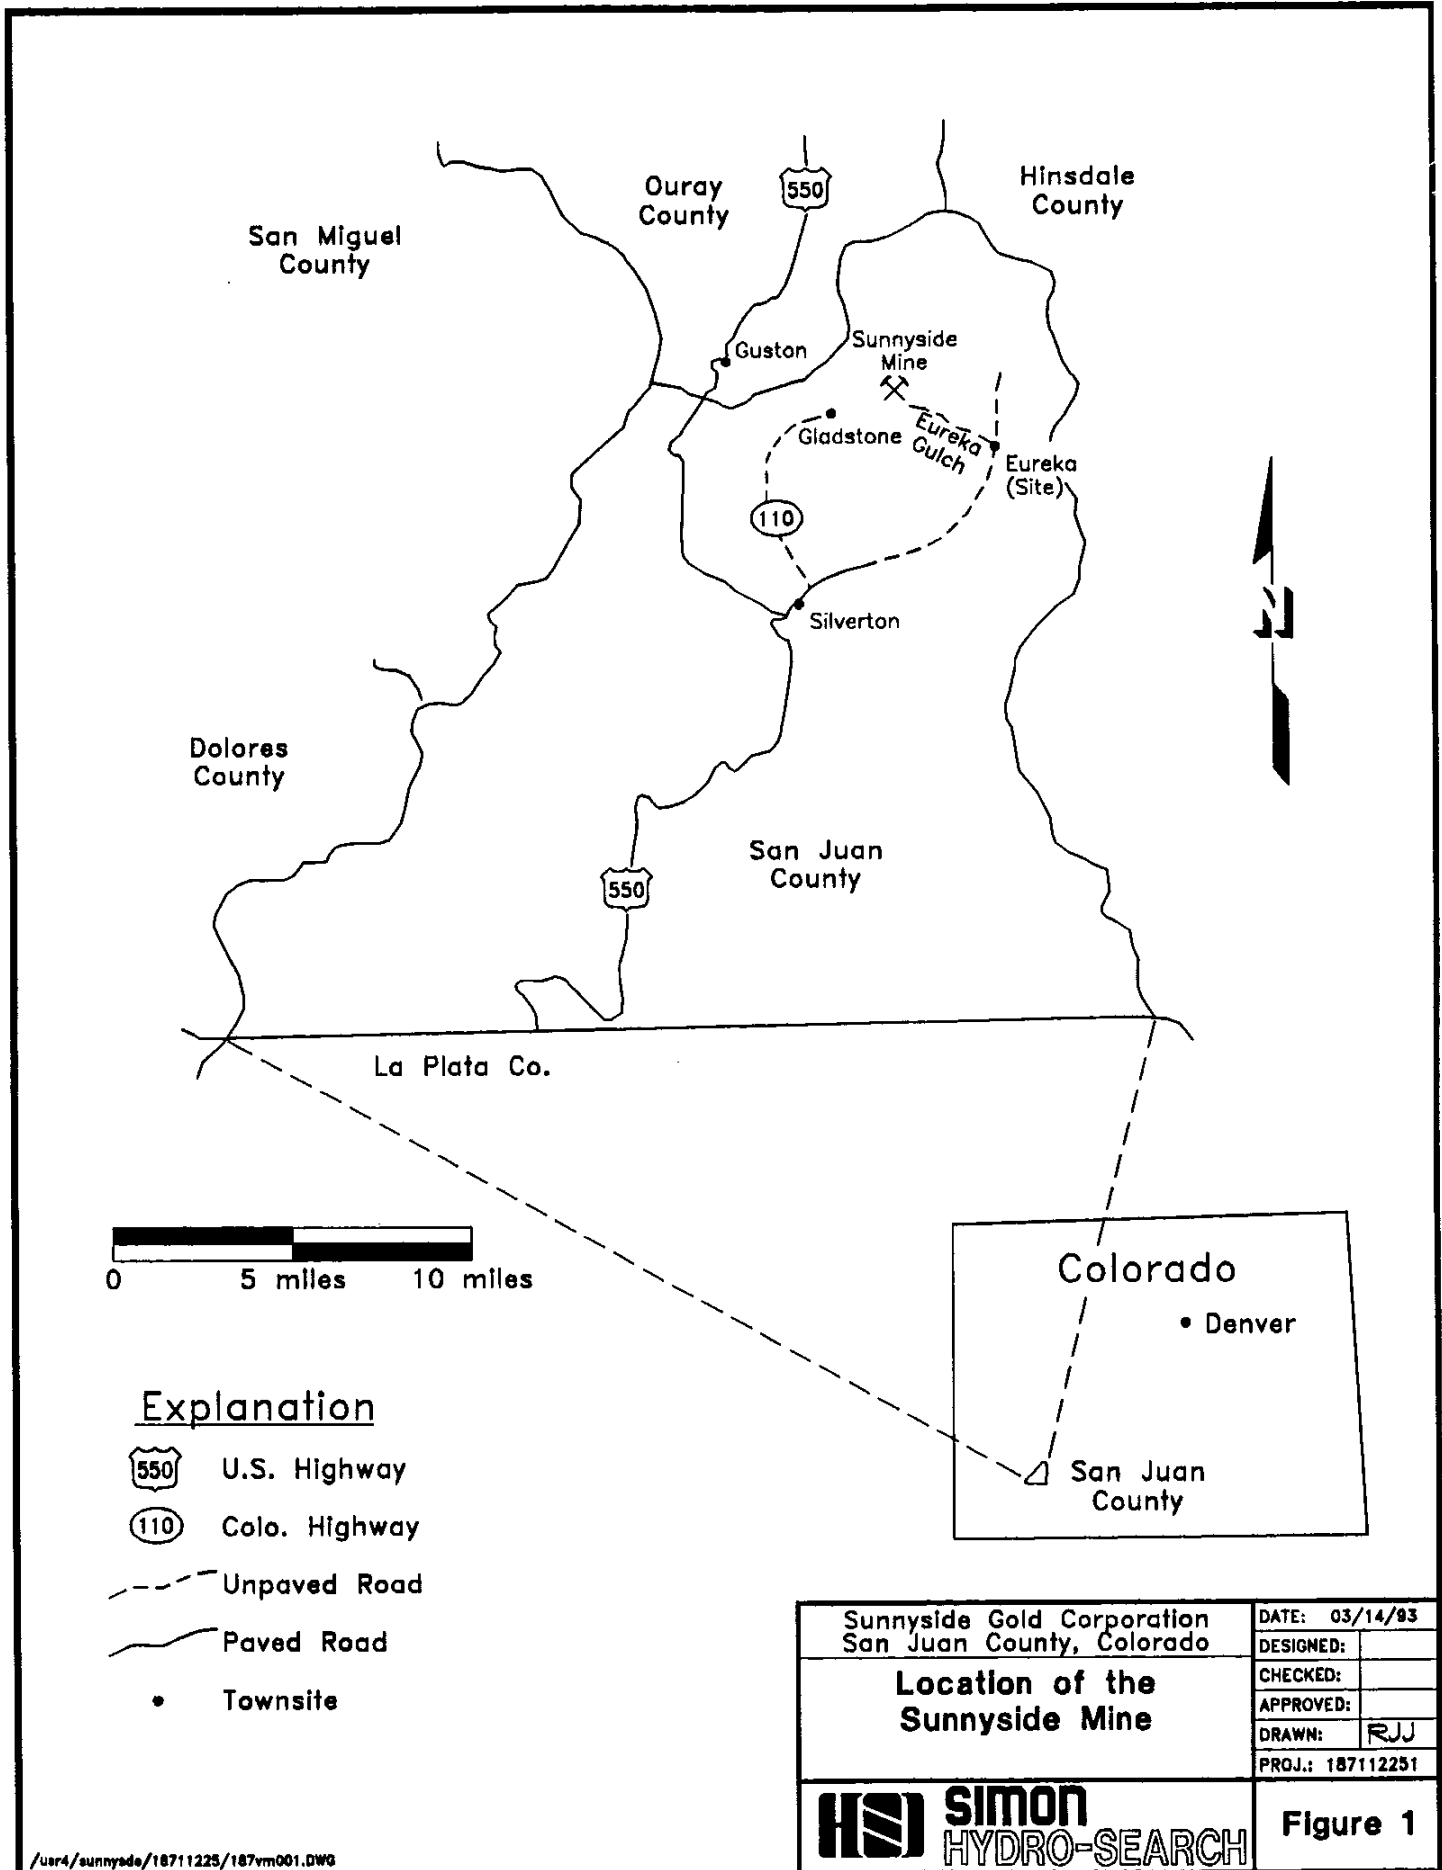 Ouray
County
550
Hinsdale
County
San Miguel
County
Guston
Sunnyside
Mine
Gladstone
Eureka
Gulch
Eureka
(Site)
110
N
Silverton
Dolores
County
San Juan
County
550
La Plata Co.
0 5 miles 10 miles
Colorado
Denver
San Juan
County
Explanation
550 U.S. Highway
110 Colo. Highway
Unpaved Road
Paved Road
Townsite
Sunnyside Gold Corporation
San Juan County, Colorado
Location of the
Sunnyside Mine
DATE: 03/14/93
DESIGNED:
CHECKED:
APPROVED:
DRAWN: RJJ
PROJ.: 187112251
HS
SIMON
HYDRO-SEARCH
Figure 1
/usr4/sunnysde/18711225/187vm001.DWG